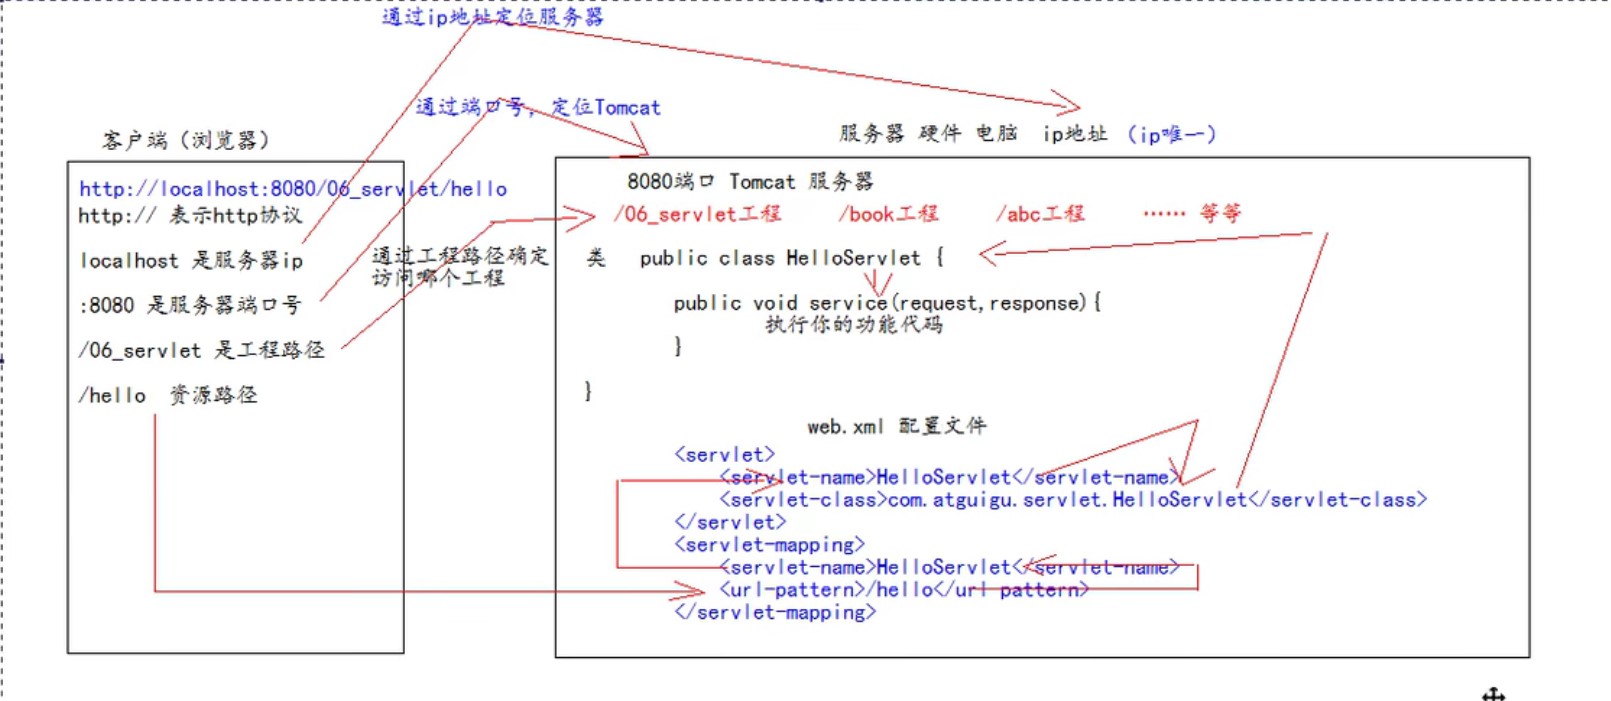 通过ip地址定位服务器
通过端口号，定位Tomcat
客户端（浏览器）
服务器 硬件 电脑 ip地址 （ip唯一）
http://localhost:8080/06_servlet/hello
http:// 表示http协议
localhost 是服务器ip
:8080 是服务器端口号
/06_servlet 是工程路径
/hello 资源路径
通过工程路径确定
访问哪个工程
8080端口 Tomcat 服务器
/06_servlet工程 /book工程 /abc工程 …… 等等
类 public class HelloServlet {
public void service(request,response){
执行你的功能代码
}
}
web.xml 配置文件
<servlet>
<servlet-name>HelloServlet</servlet-name>
<servlet-class>com.atguigu.servlet.HelloServlet</servlet-class>
</servlet>
<servlet-mapping>
<servlet-name>HelloServlet</servlet-name>
<url-pattern>/hello</url-pattern>
</servlet-mapping>